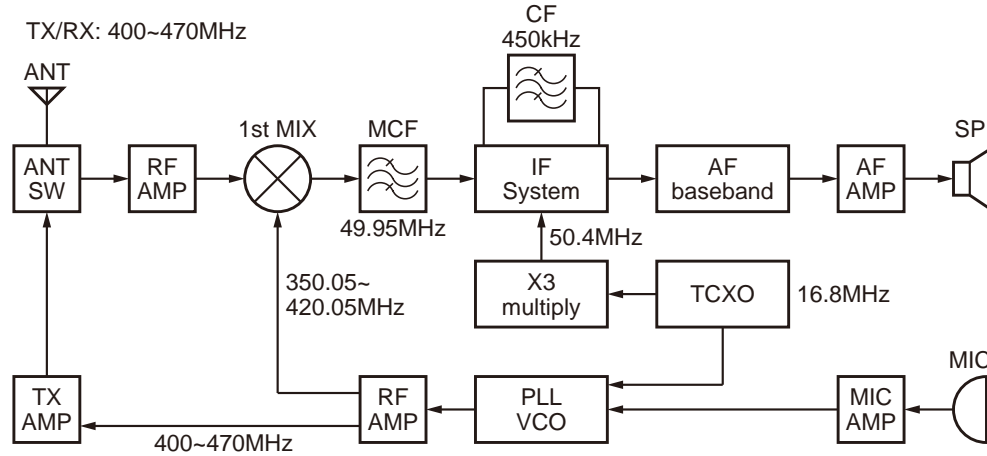 TX/RX: 400~470MHz
CF
450kHz
ANT
1st MIX
MCF
SP
ANT
SW
RF
AMP
IF
System
AF
baseband
AF
AMP
49.95MHz
50.4MHz
350.05~
420.05MHz
X3
multiply
TCXO
16.8MHz
TX
AMP
RF
AMP
PLL
VCO
MIC
AMP
MIC
400~470MHz